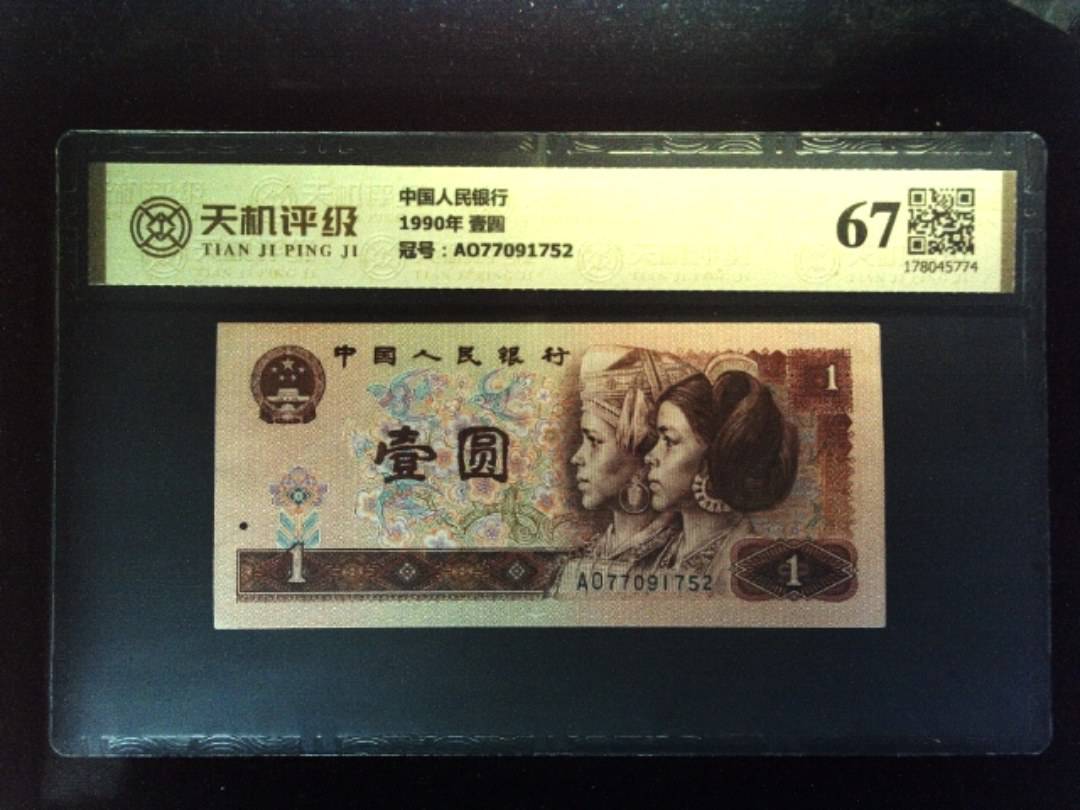 天机评级
TIAN JI PING JI
中国人民银行
1990年 壹圆
冠号：AO77091752
67
178045774
中国人民银行
壹圆
1
1
AO77091752
1